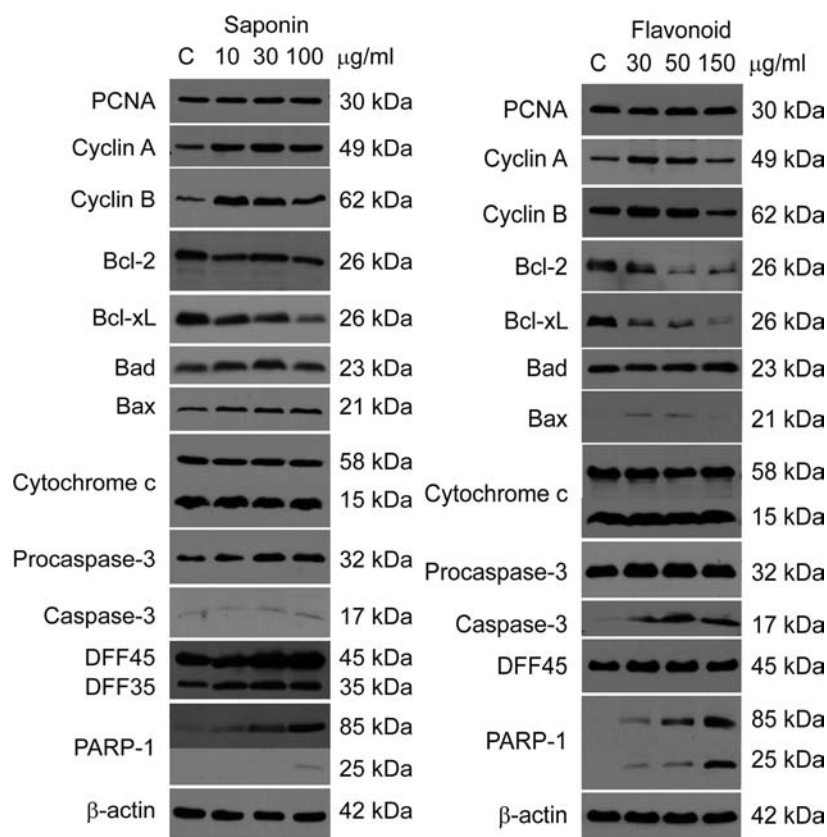 Saponin
C 10 30 100 μg/ml
PCNA 30 kDa
Cyclin A 49 kDa
Cyclin B 62 kDa
Bcl-2 26 kDa
Bcl-xL 26 kDa
Bad 23 kDa
Bax 21 kDa
58 kDa
Cytochrome c
15 kDa
Procaspase-3 32 kDa
Caspase-3 17 kDa
DFF45 45 kDa
DFF35 35 kDa
85 kDa
PARP-1
25 kDa
β-actin 42 kDa
Flavonoid
C 30 50 150 μg/ml
PCNA 30 kDa
Cyclin A 49 kDa
Cyclin B 62 kDa
Bcl-2 26 kDa
Bcl-xL 26 kDa
Bad 23 kDa
Bax 21 kDa
58 kDa
Cytochrome c
15 kDa
Procaspase-3 32 kDa
Caspase-3 17 kDa
DFF45 45 kDa
85 kDa
PARP-1
25 kDa
β-actin 42 kDa